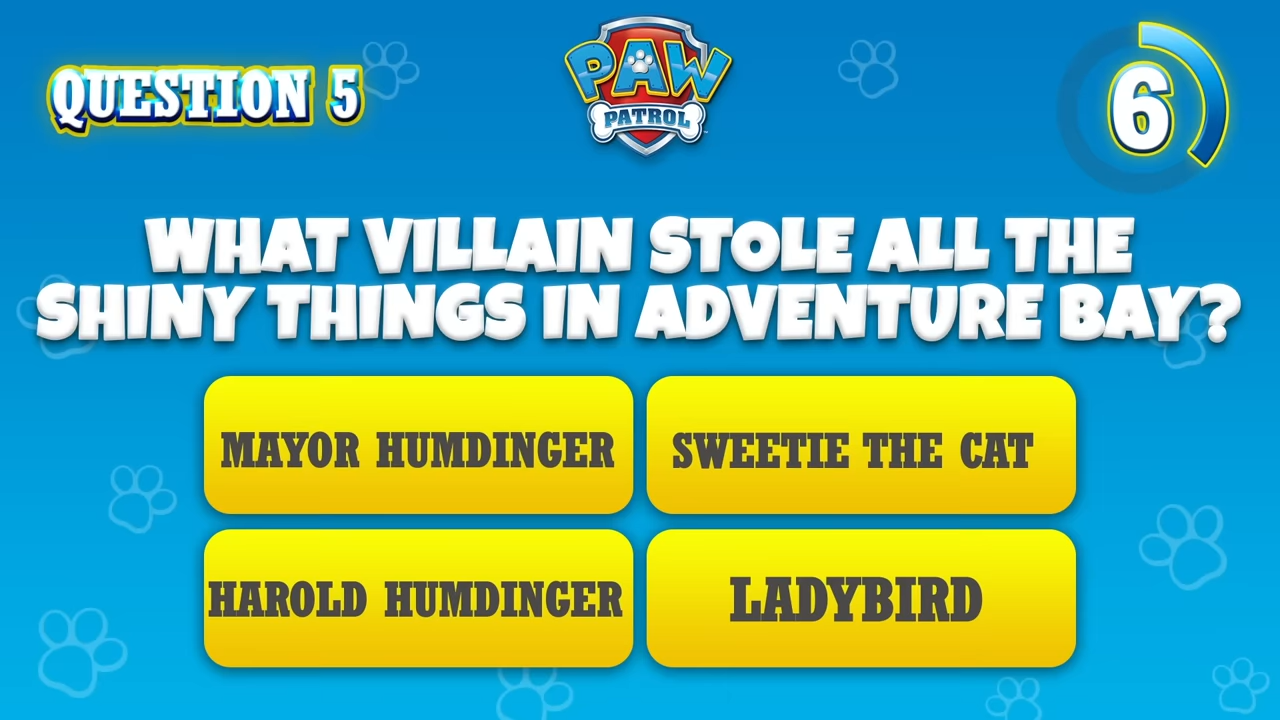 QUESTION 5
PAW
PATROL
6
WHAT VILLAIN STOLE ALL THE
SHINY THINGS IN ADVENTURE BAY?
MAYOR HUMDINGER
SWEETIE THE CAT
HAROLD HUMDINGER
LADYBIRD